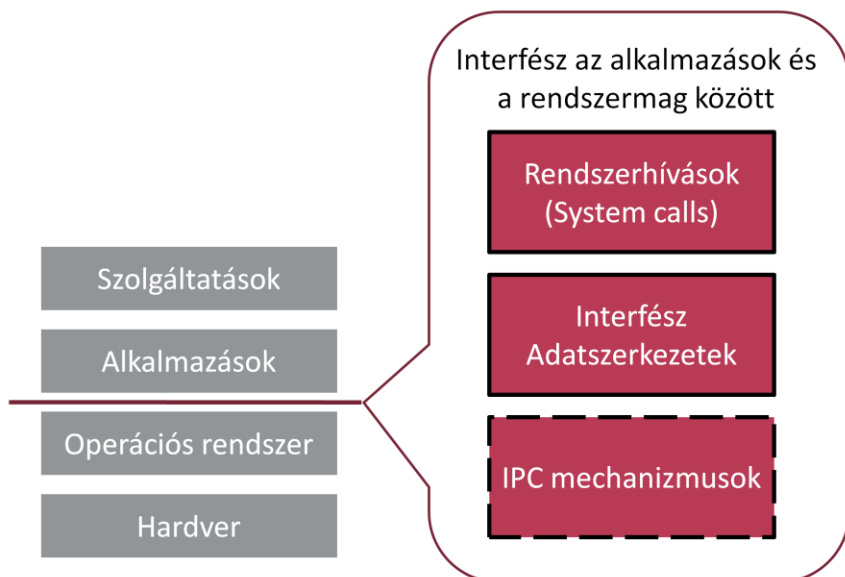 Interfész az alkalmazások és
a rendszermag között
Rendszerhívások
(System calls)
Interfész
Adatszerkezetek
IPC mechanizmusok
Szolgáltatások
Alkalmazások
Operációs rendszer
Hardver